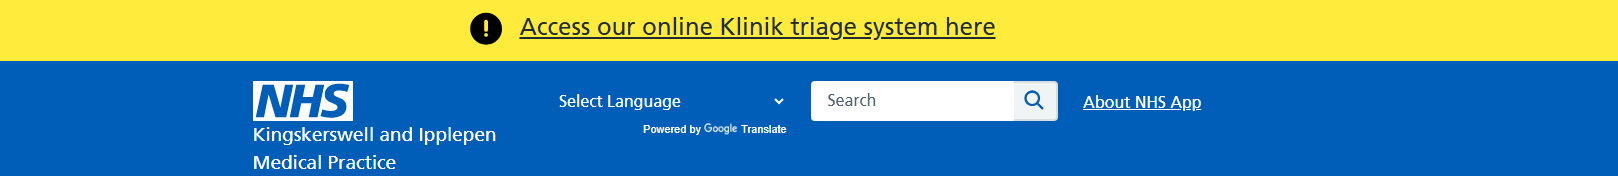 Access our online Klinik triage system here
NHS
Kingskerswell and Ipplepen
Medical Practice
Select Language
Powered by Google Translate
Search
About NHS App